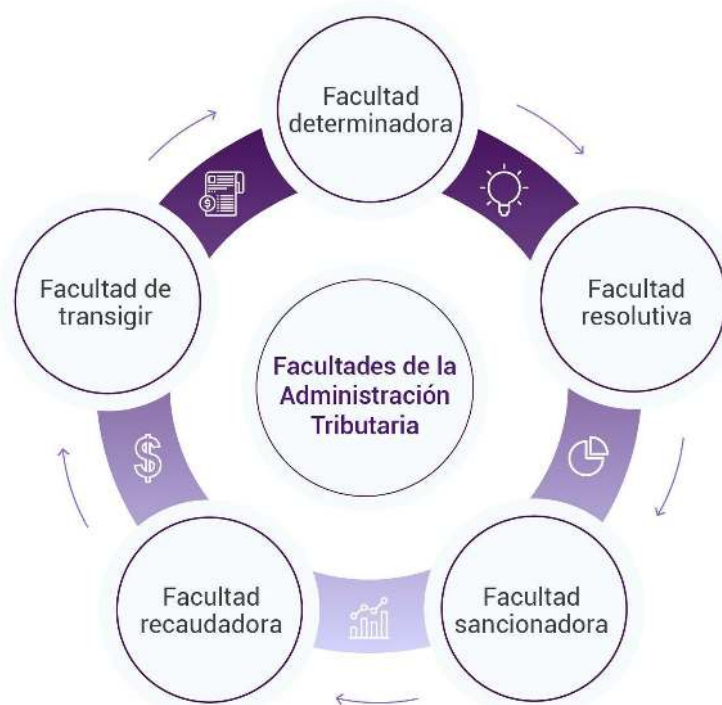 Facultad
determinadora
Facultad de
transigir
Facultad
resolutiva
Facultades de la
Administración
Tributaria
Facultad
recaudadora
Facultad
sancionadora
$
$